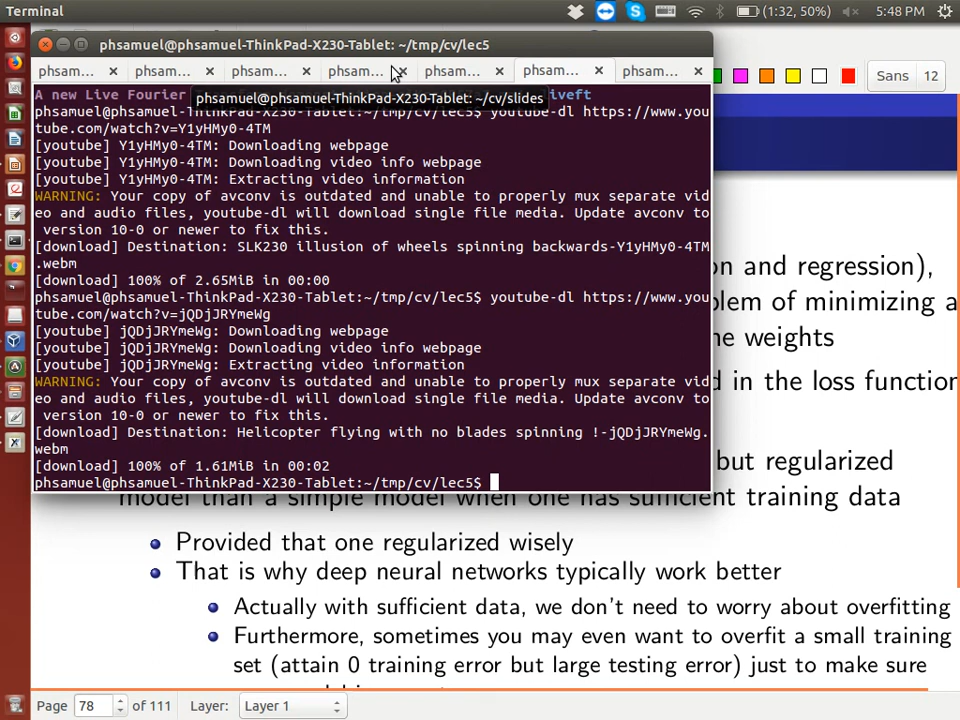 Terminal
(1:32, 50%)
5:48 PM
phsamuel@phsamuel-ThinkPad-X230-Tablet: ~/tmp/cv/lec5
phsam...
phsam...
phsam...
phsam...
phsam...
phsam...
phsam...
Sans
12
A new Live Fourier
iveft
phsamuel@phsamuel-ThinkPad-X230-Tablet: ~/cv/slides
phsamuel@phsamuel-ThinkPad-X230-Tablet:~/tmp/cv/lec5$ youtube-dl https://www.you
tube.com/watch?v=Y1yHMy0-4TM
[youtube] Y1yHMy0-4TM: Downloading webpage
[youtube] Y1yHMy0-4TM: Downloading video info webpage
[youtube] Y1yHMy0-4TM: Extracting video information
WARNING: Your copy of avconv is outdated and unable to properly mux separate vid
eo and audio files, youtube-dl will download single file media. Update avconv to
version 10-0 or newer to fix this.
[download] Destination: SLK230 illusion of wheels spinning backwards-Y1yHMy0-4TM
.webm
[download] 100% of 2.65MiB in 00:00
phsamuel@phsamuel-ThinkPad-X230-Tablet:~/tmp/cv/lec5$ youtube-dl https://www.you
tube.com/watch?v=jQDjJRYmeWg
[youtube] jQDjJRYmeWg: Downloading webpage
[youtube] jQDjJRYmeWg: Downloading video info webpage
[youtube] jQDjJRYmeWg: Extracting video information
WARNING: Your copy of avconv is outdated and unable to properly mux separate vid
eo and audio files, youtube-dl will download single file media. Update avconv to
version 10-0 or newer to fix this.
[download] Destination: Helicopter flying with no blades spinning !-jQDjJRYmeWg.
webm
[download] 100% of 1.61MiB in 00:02
phsamuel@phsamuel-ThinkPad-X230-Tablet:~/tmp/cv/lec5$
on and regression),
blem of minimizing a
he weights
d in the loss function
but regularized
model than a simple model when one has sufficient training data
Provided that one regularized wisely
That is why deep neural networks typically work better
Actually with sufficient data, we don't need to worry about overfitting
Furthermore, sometimes you may even want to overfit a small training
set (attain 0 training error but large testing error) just to make sure
Page 78 of 111 Layer: Layer 1